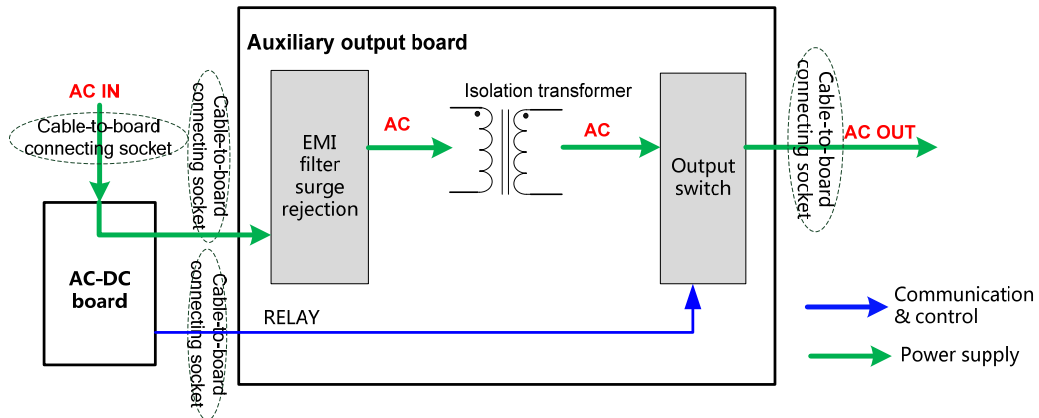 Auxiliary output board
AC IN
Cable-to-board
connecting socket
Cable-to-board
connecting socket
EMI
filter
surge
rejection
AC
Isolation transformer
AC
Output
switch
Cable-to-board
connecting socket
AC OUT
AC-DC
board
Cable-to-board
connecting socket
RELAY
Communication
& control
Power supply